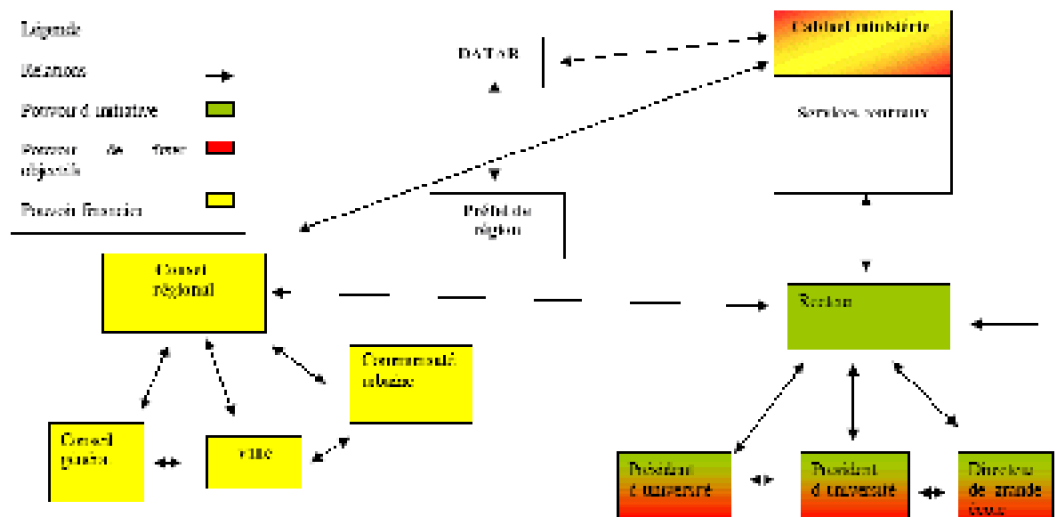 Légende
Relations
Pouvoir d initiative
Pouvoir de fixer
objectifs
Pouvoir financier
DATAR
Cabinet ministère
Services centraux
Préfet de
région
Conseil
régional
Recteur
Communauté
urbaine
Conseil
général
ville
Président
d université
Président
d université
Directeur
de grande
école